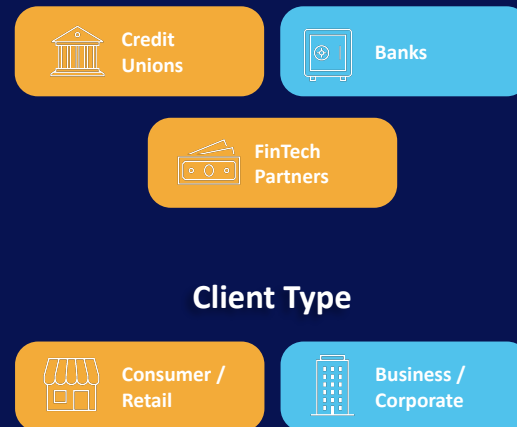 Credit
Unions
Banks
FinTech
Partners
Client Type
Consumer /
Retail
Business /
Corporate